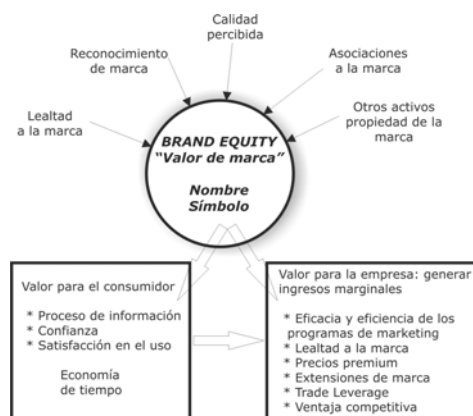 Calidad
percibida
Reconocimiento
de marca
Asociaciones
a la marca
Lealtad
a la marca
Otros activos
propiedad de la
marca
BRAND EQUITY
“Valor de marca”
Nombre
Símbolo
Valor para el consumidor
* Proceso de información
* Confianza
* Satisfacción en el uso
Economía
de tiempo
Valor para la empresa: generar
ingresos marginales
* Eficacia y eficiencia de los
programas de marketing
* Lealtad a la marca
* Precios premium
* Extensiones de marca
* Trade Leverage
* Ventaja competitiva